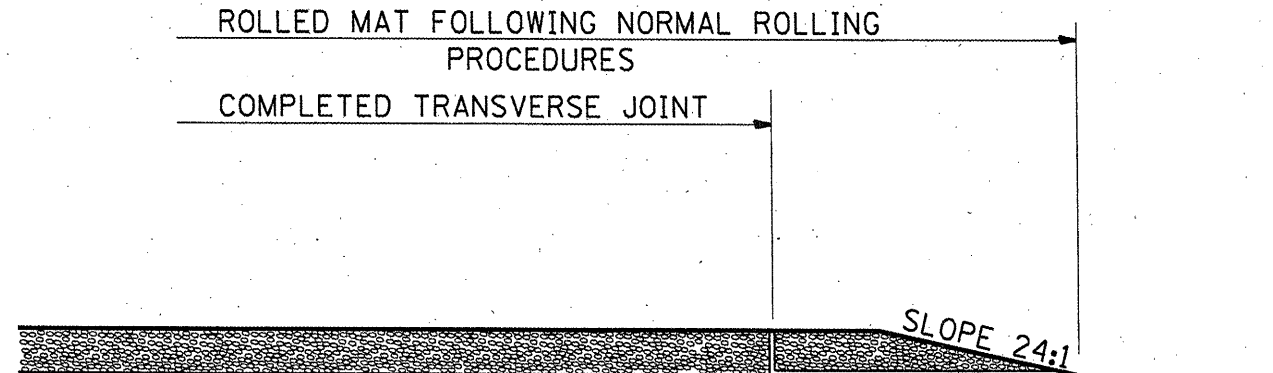 ROLLED MAT FOLLOWING NORMAL ROLLING
PROCEDURES
COMPLETED TRANSVERSE JOINT
SLOPE 24:1